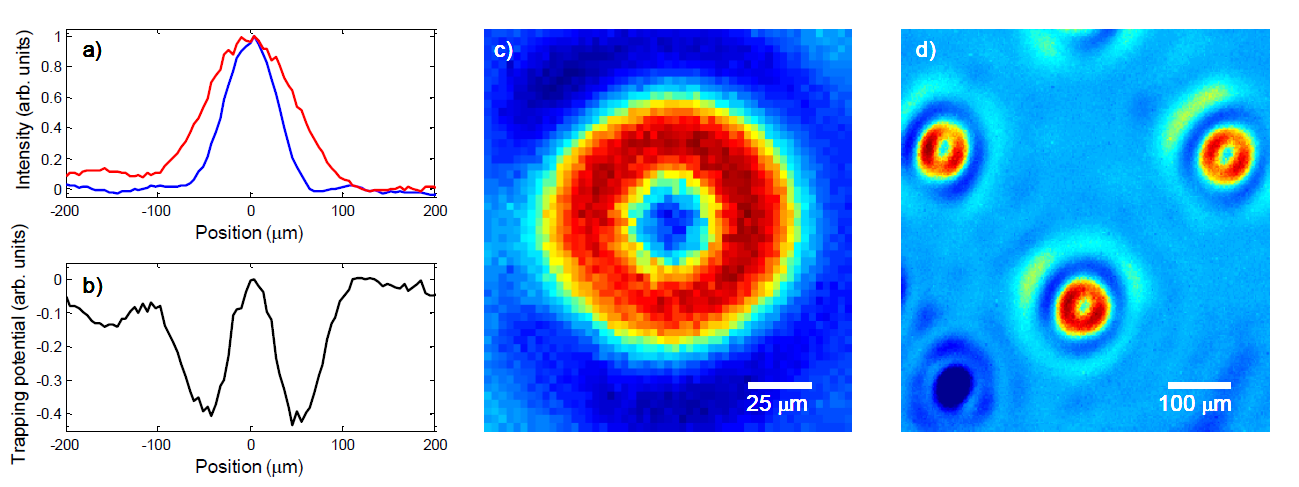 a)
Intensity (arb. units)
1
0.8
0.6
0.4
0.2
0
-200 -100 0 100 200
Position (μm)
b)
Trapping potential (arb. units)
0
-0.1
-0.2
-0.3
-0.4
-200 -100 0 100 200
Position (μm)
c)
25 μm
d)
100 μm